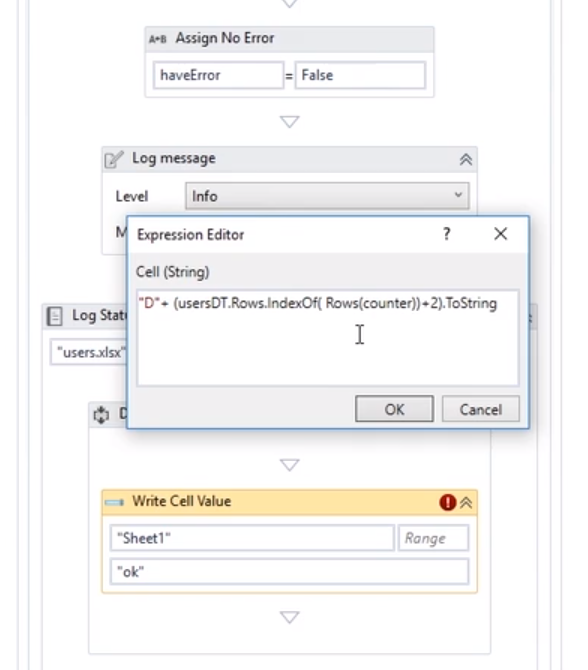 A+B Assign No Error
haveError = False
Log message
Level Info
M
Expression Editor ? ×
Cell (String)
"D"+ (usersDT.Rows.IndexOf( Rows(counter))+2).ToString
Log Stat
"users.xlsx"
D
OK Cancel
Write Cell Value
"Sheet1" Range
"ok"